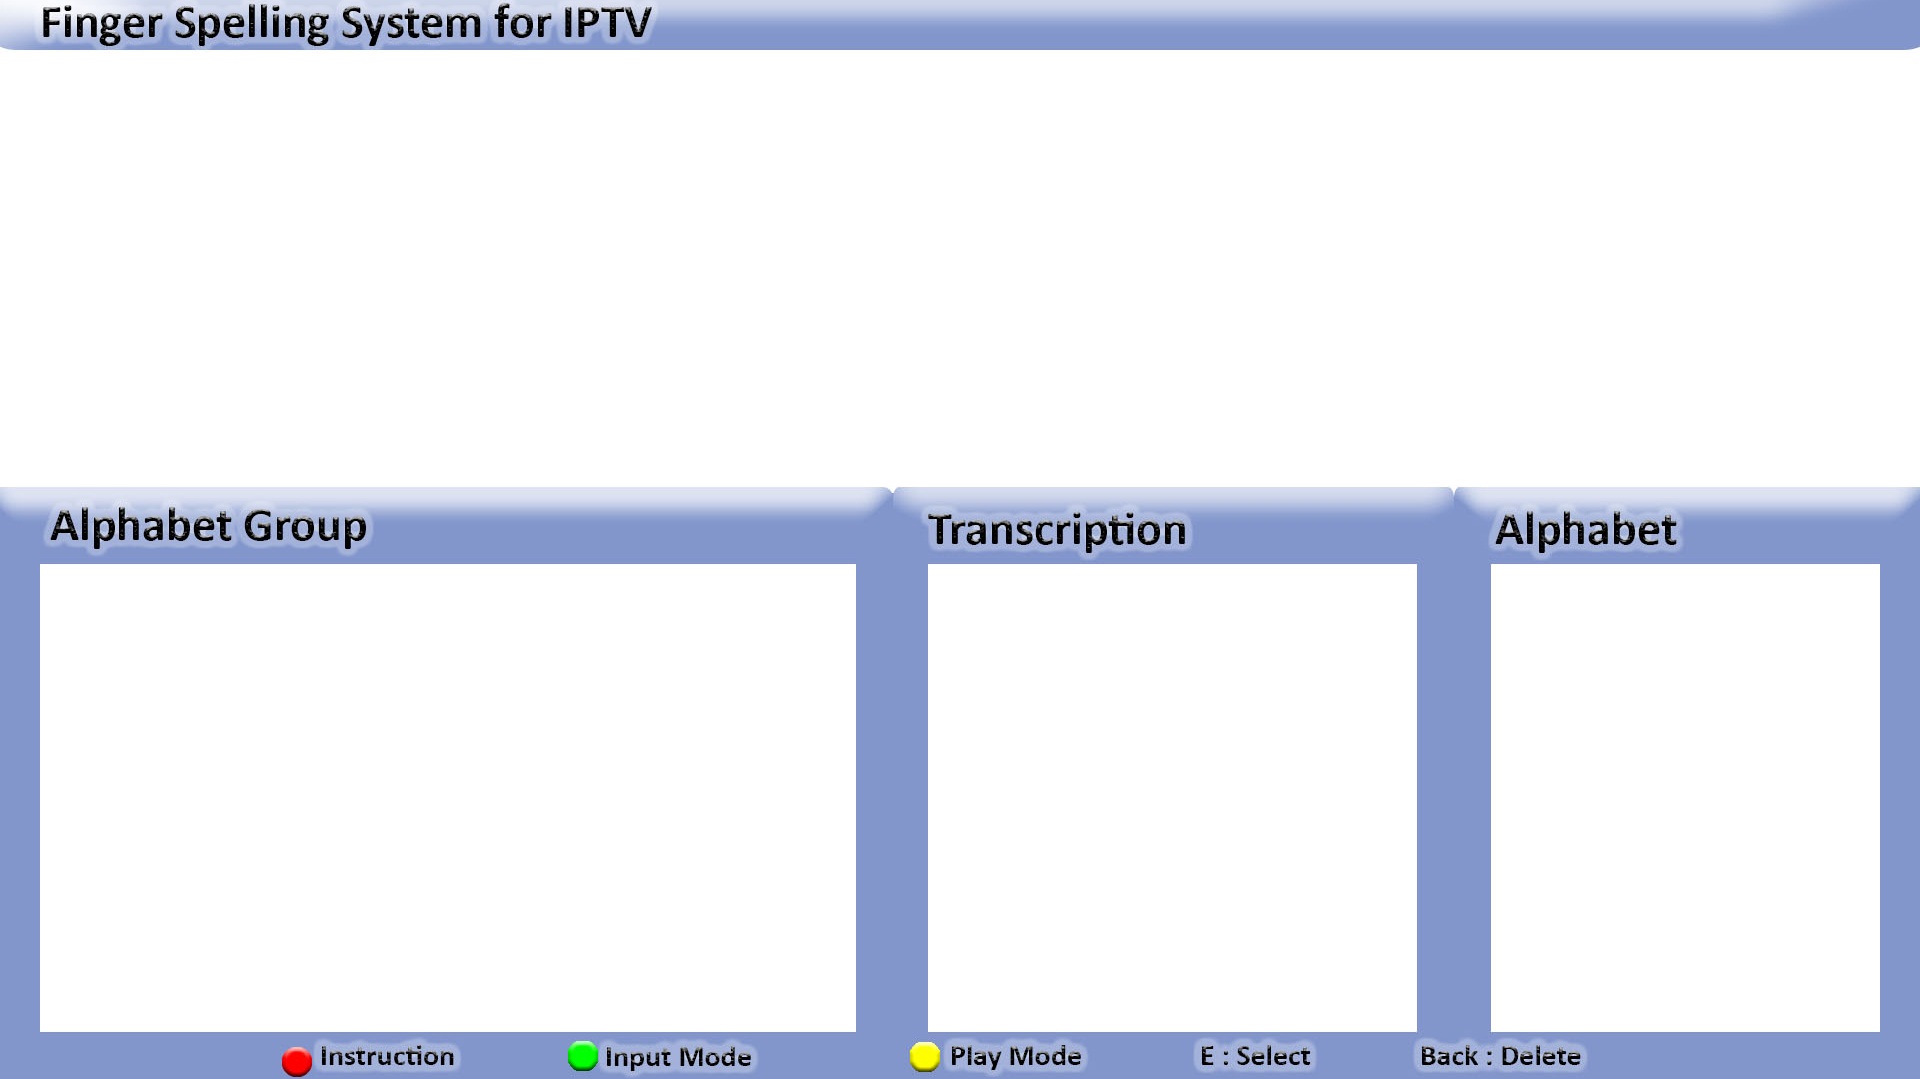 Finger Spelling System for IPTV
Alphabet Group
Transcription
Alphabet
Instruction
Input Mode
Play Mode
E : Select
Back : Delete